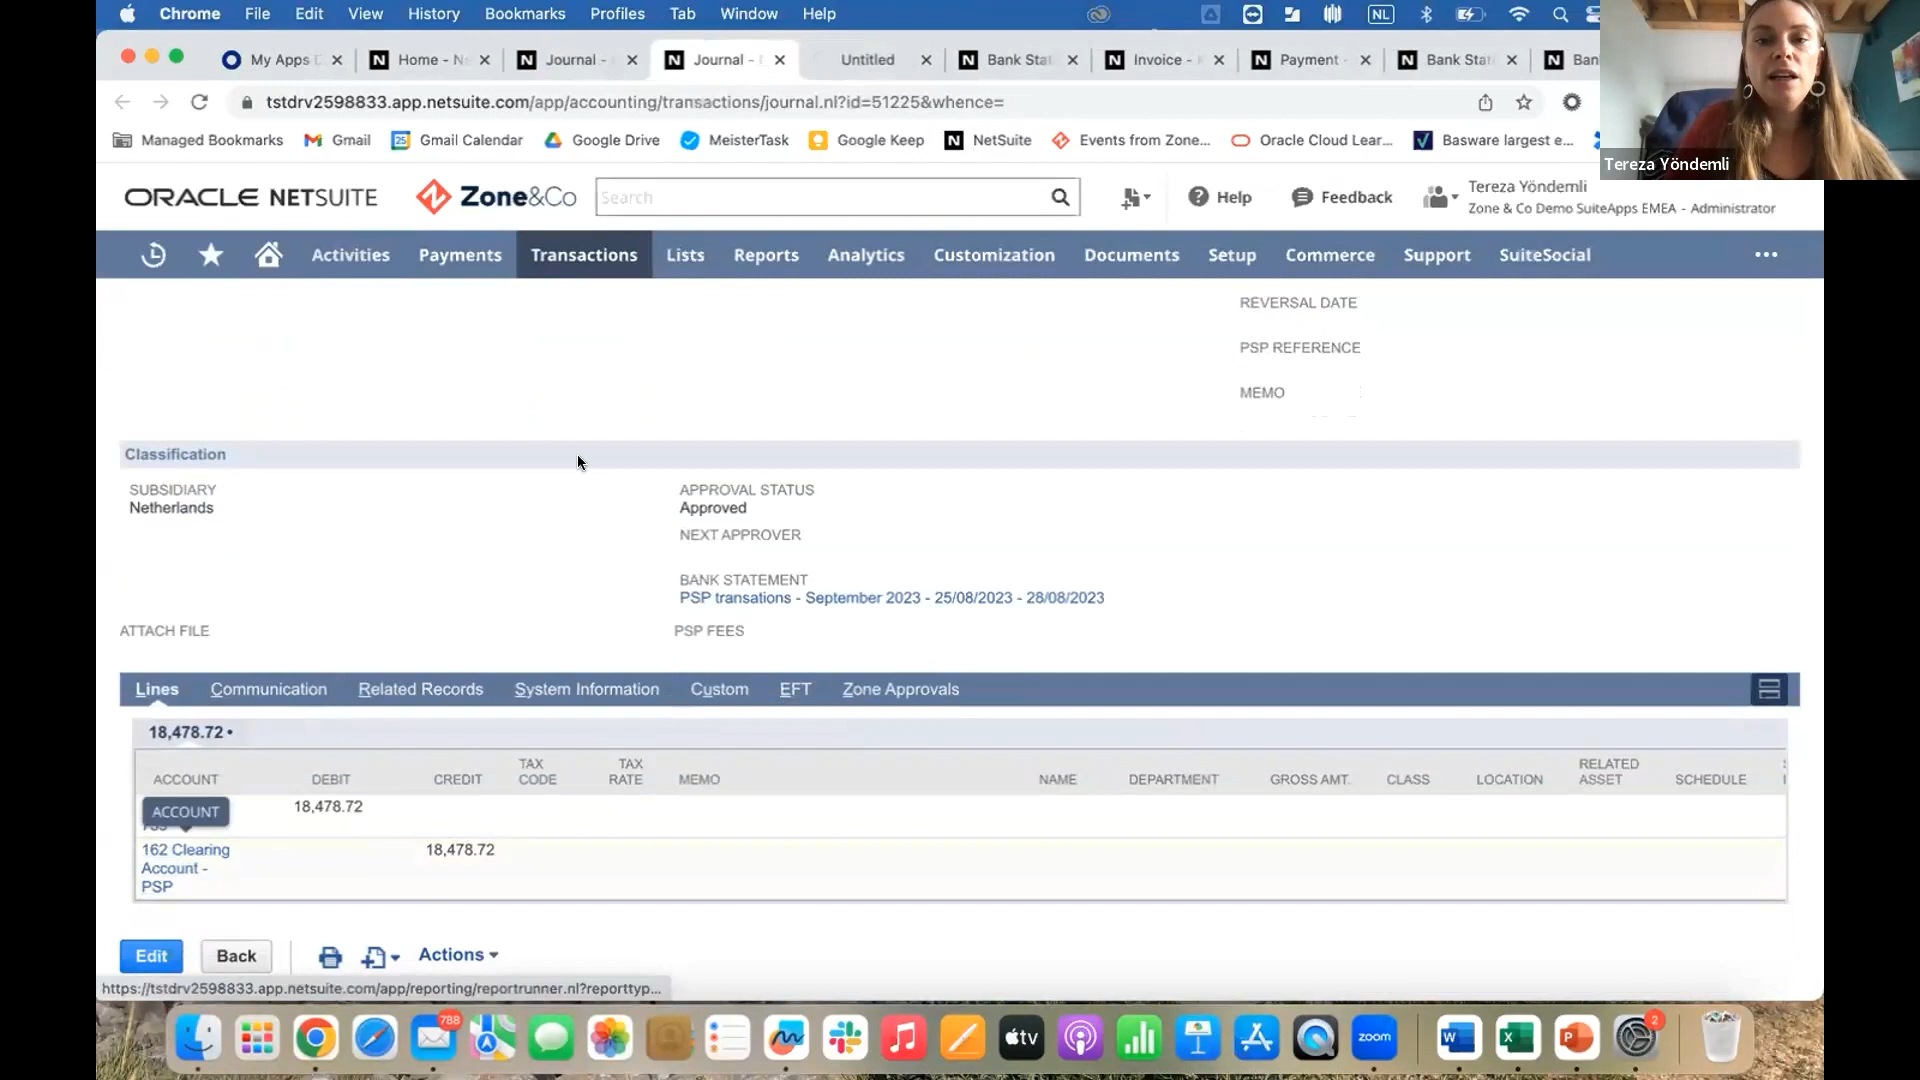 Chrome File Edit View History Bookmarks Profiles Tab Window Help NL
My Apps Home - N Journal - Journal - Untitled Bank Sta Invoice - Payment - Bank Stat Ban
tstdrv2598833.app.netsuite.com/app/accounting/transactions/journal.nl?id=51225&whence=
Managed Bookmarks Gmail Gmail Calendar Google Drive MeisterTask Google Keep NetSuite Events from Zone... Oracle Cloud Lear... Basware largest e...
Tereza Yöndemli
ORACLE NETSUITE Zone&Co Search Help Feedback Tereza Yöndemli
Zone & Co Demo SuiteApps EMEA - Administrator
Activities Payments Transactions Lists Reports Analytics Customization Documents Setup Commerce Support SuiteSocial
REVERSAL DATE
PSP REFERENCE
MEMO
Classification
SUBSIDIARY
Netherlands
APPROVAL STATUS
Approved
NEXT APPROVER
BANK STATEMENT
PSP transations - September 2023 - 25/08/2023 - 28/08/2023
ATTACH FILE PSP FEES
Lines Communication Related Records System Information Custom EFT Zone Approvals
18,478.72 •
ACCOUNT DEBIT CREDIT TAX CODE TAX RATE MEMO NAME DEPARTMENT GROSS AMT. CLASS LOCATION RELATED ASSET SCHEDULE
ACCOUNT 18,478.72
162 Clearing 18,478.72
Account -
PSP
Edit Back Actions
https://tstdrv2598833.app.netsuite.com/app/reporting/reportrunner.nl?reporttyp...
788 tv zoom W X P 2